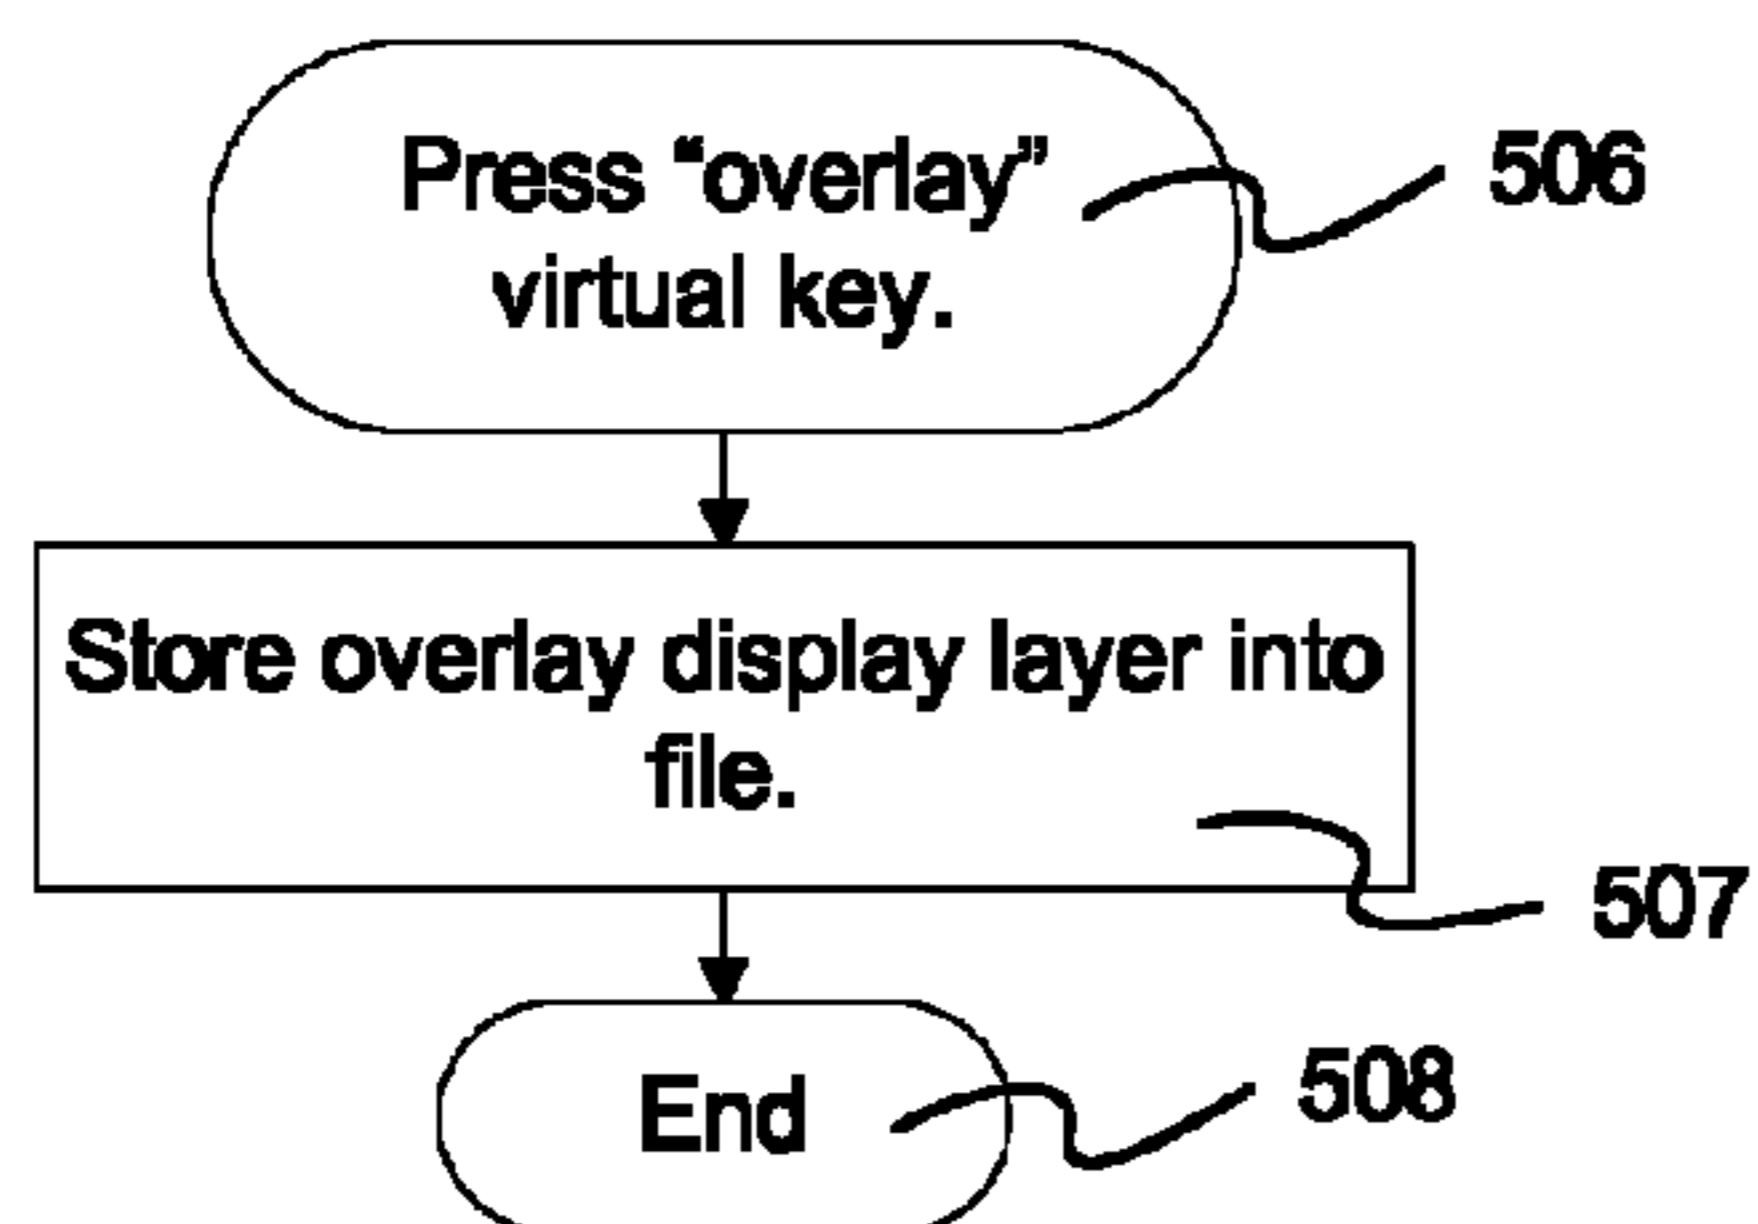 Press “overlay”
virtual key.
506
Store overlay display layer into
file.
507
End
508